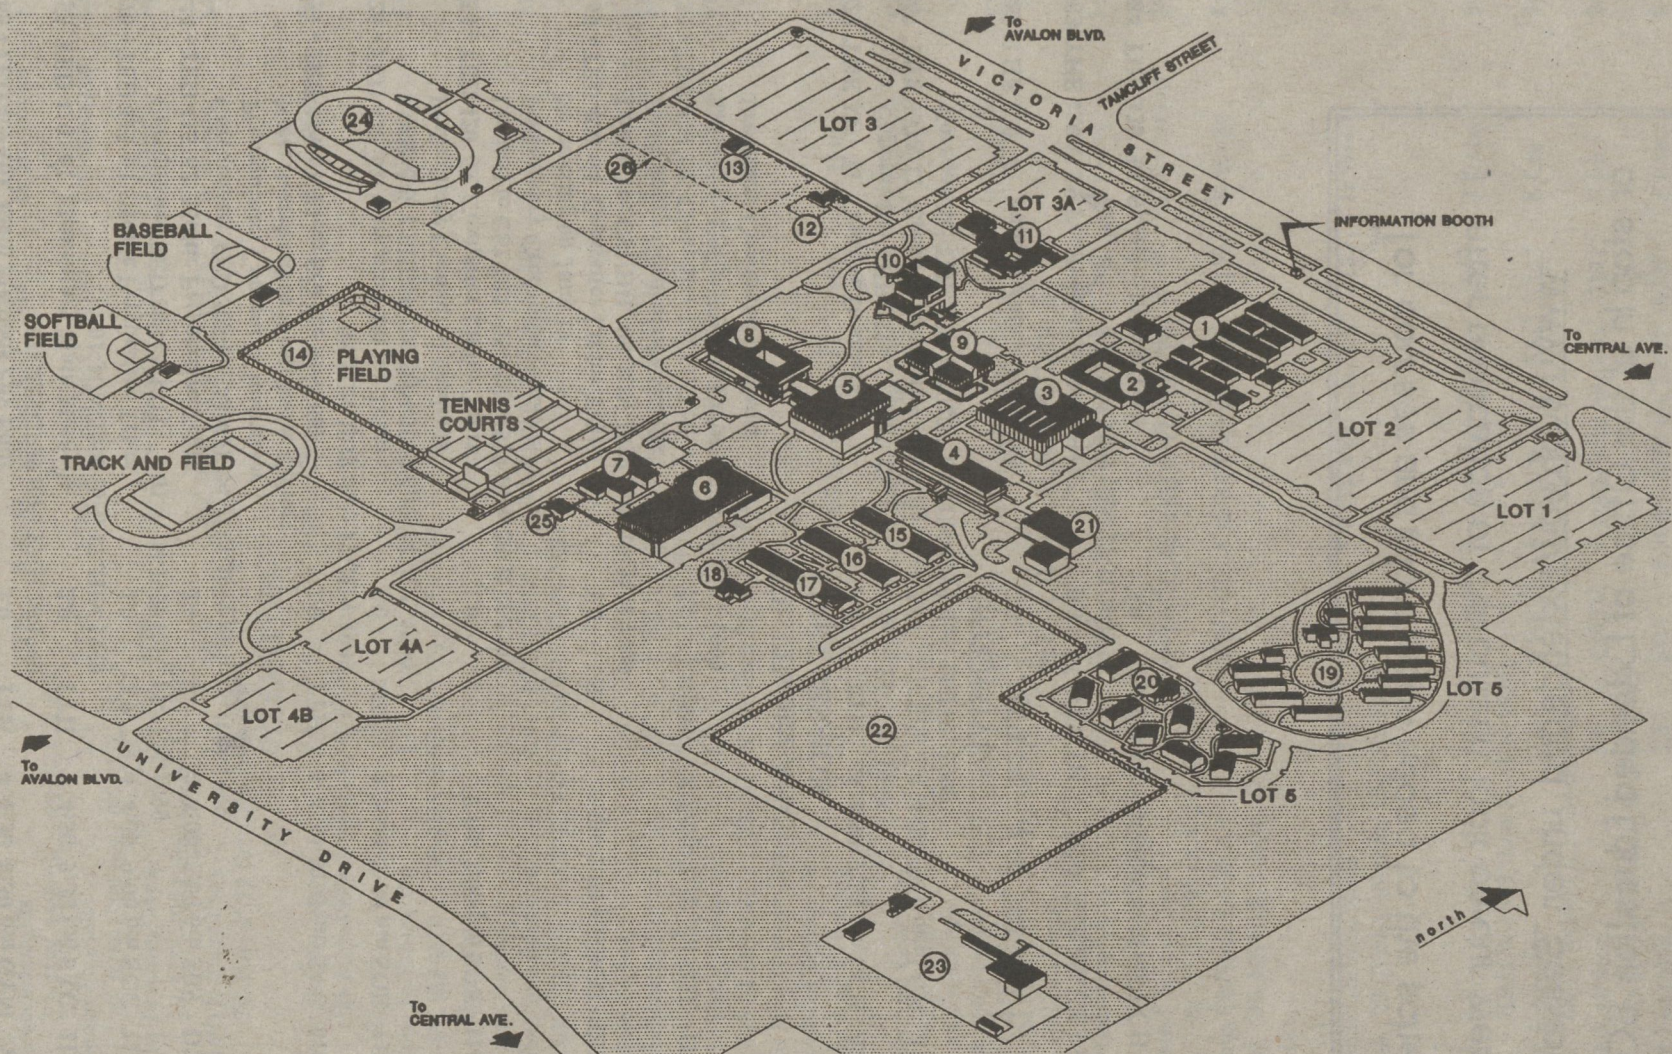 To
AVALON BLVD.
VICTORIA STREET
TAMCLIFF STREET
24
LOT 3
26
13
12
LOT 3A
11
INFORMATION BOOTH
BASEBALL
FIELD
10
SOFTBALL
FIELD
14
PLAYING
FIELD
8
9
1
To
CENTRAL AVE.
5
3
2
TENNIS
COURTS
LOT 2
TRACK AND FIELD
7
6
4
LOT 1
25
15
21
16
18
17
LOT 4A
19
20
LOT 5
LOT 4B
22
To
AVALON BLVD.
UNIVERSITY DRIVE
LOT 5
north
23
To
CENTRAL AVE.